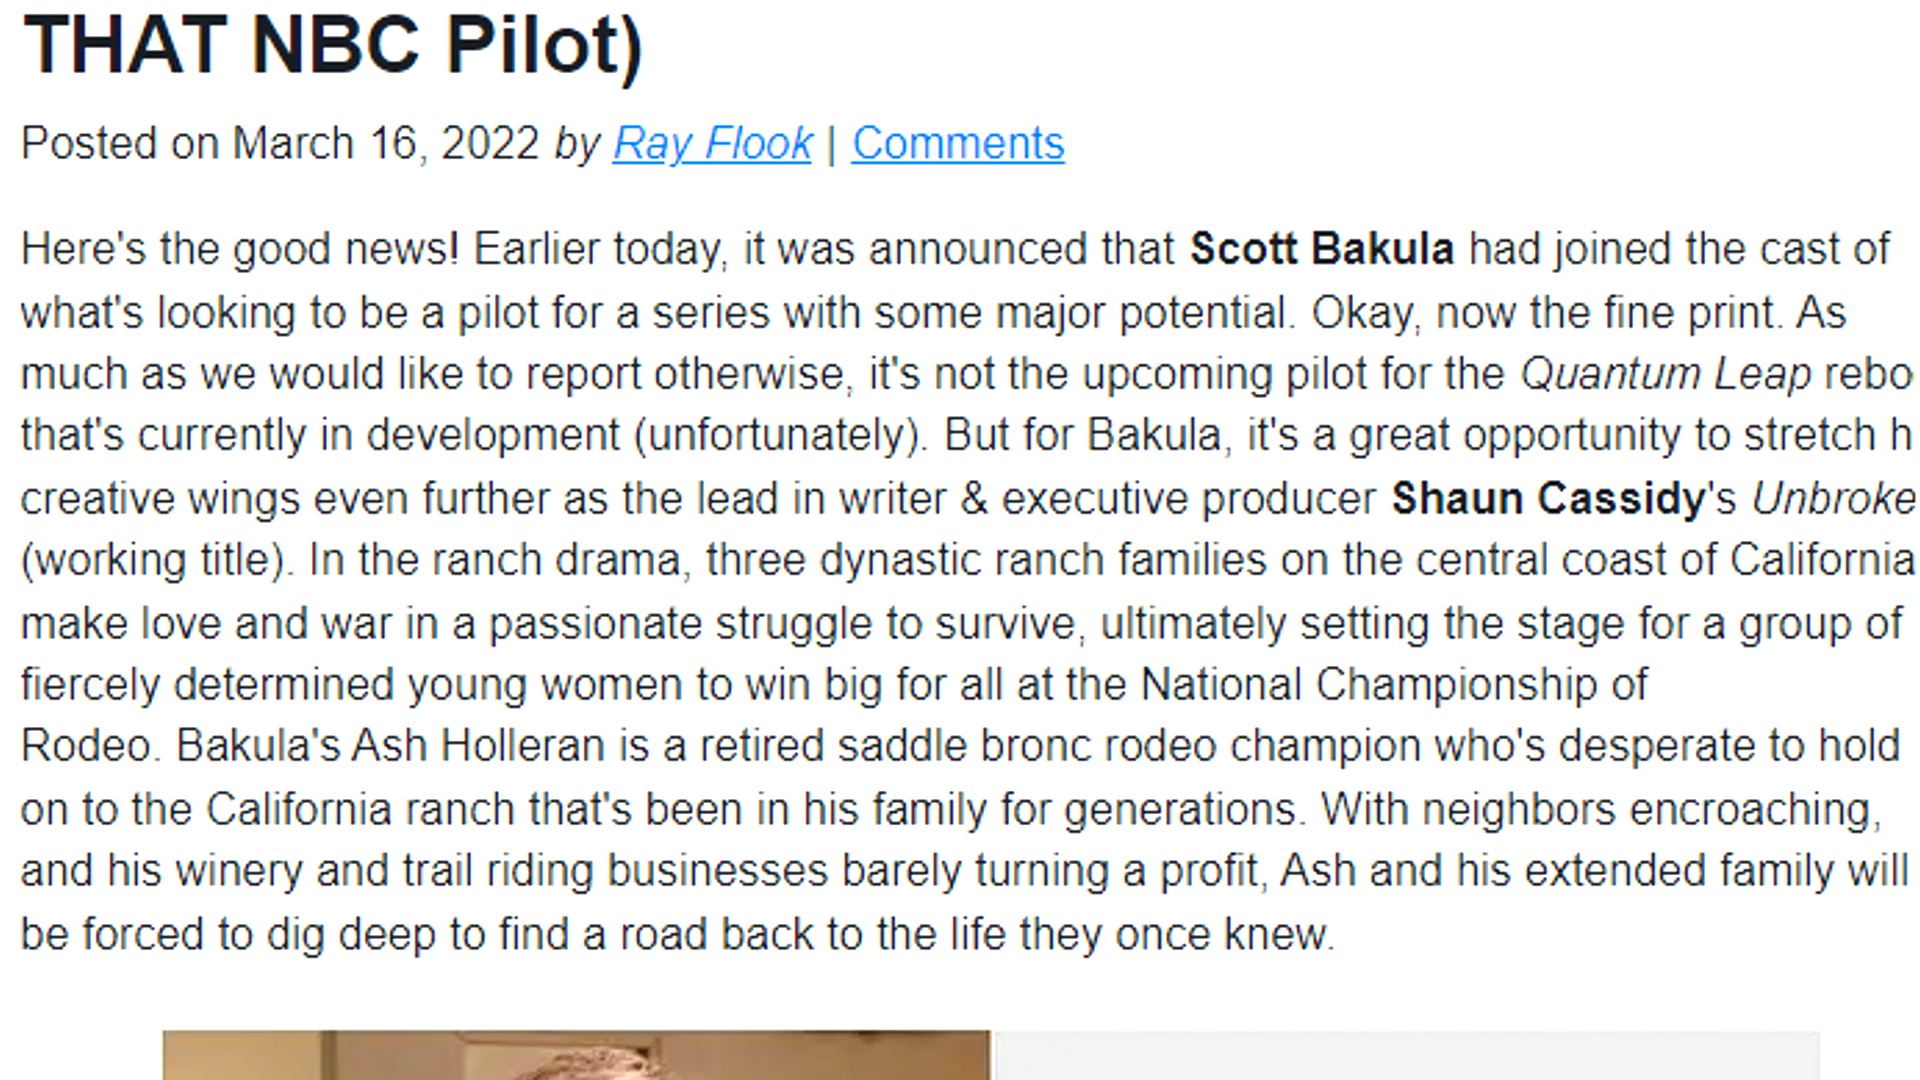 THAT NBC Pilot)
Posted on March 16, 2022 by Ray Flook | Comments
Here's the good news! Earlier today, it was announced that Scott Bakula had joined the cast of
what's looking to be a pilot for a series with some major potential. Okay, now the fine print. As
much as we would like to report otherwise, it's not the upcoming pilot for the Quantum Leap rebo
that's currently in development (unfortunately). But for Bakula, it's a great opportunity to stretch h
creative wings even further as the lead in writer & executive producer Shaun Cassidy's Unbroke
(working title). In the ranch drama, three dynastic ranch families on the central coast of California
make love and war in a passionate struggle to survive, ultimately setting the stage for a group of
fiercely determined young women to win big for all at the National Championship of
Rodeo. Bakula's Ash Holleran is a retired saddle bronc rodeo champion who's desperate to hold
on to the California ranch that's been in his family for generations. With neighbors encroaching,
and his winery and trail riding businesses barely turning a profit, Ash and his extended family will
be forced to dig deep to find a road back to the life they once knew.